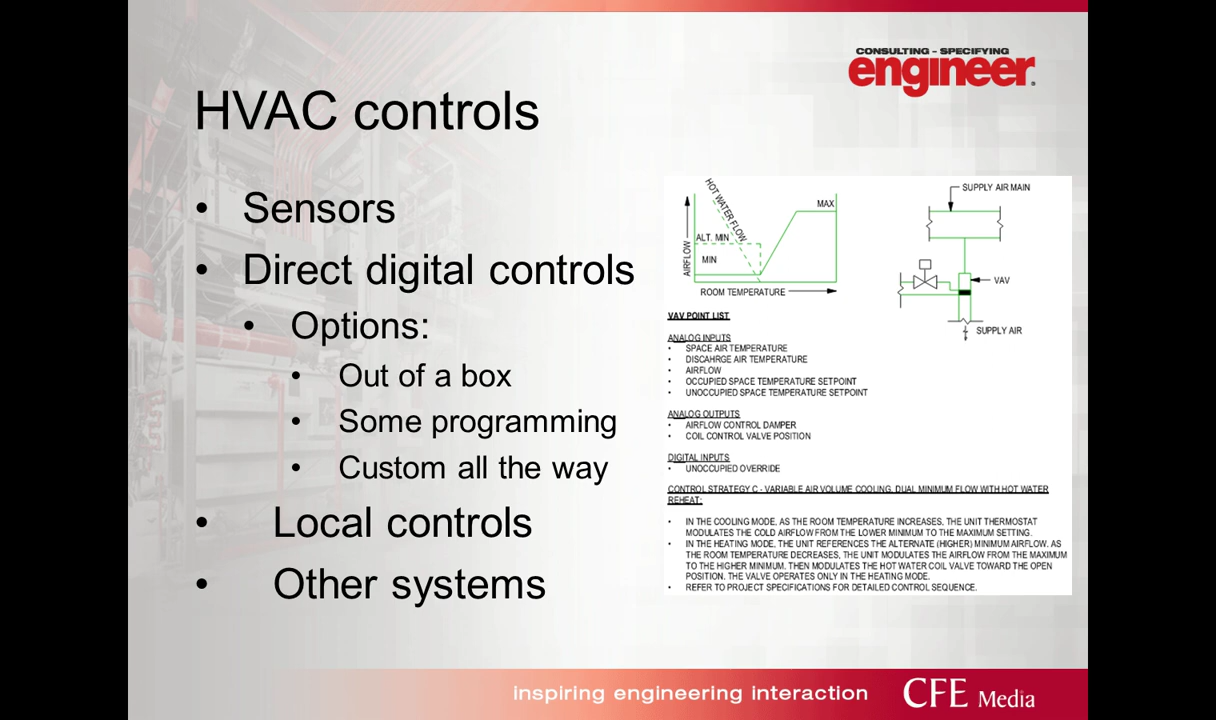 CONSULTING - SPECIFYING
engineer
HVAC controls
• Sensors
• Direct digital controls
• Options:
• Out of a box
• Some programming
• Custom all the way
• Local controls
• Other systems
HOT WATER FLOW
MAX
ALT. MIN
MIN
AIRFLOW
ROOM TEMPERATURE
SUPPLY AIR MAIN
VAV
SUPPLY AIR
VAV POINT LIST
ANALOG INPUTS
• SPACE AIR TEMPERATURE
• DISCAHRGE AIR TEMPERATURE
• AIRFLOW
• OCCUPIED SPACE TEMPERATURE SETPOINT
• UNOCCUPIED SPACE TEMPERATURE SETPOINT
ANALOG OUTPUTS
• AIRFLOW CONTROL DAMPER
• COIL CONTROL VALVE POSITION
DIGITAL INPUTS
• UNOCCUPIED OVERRIDE
CONTROL STRATEGY C - VARIABLE AIR VOLUME COOLING, DUAL MINIMUM FLOW WITH HOT WATER
REHEAT:
• IN THE COOLING MODE, AS THE ROOM TEMPERATURE INCREASES, THE UNIT THERMOSTAT
MODULATES THE COLD AIRFLOW FROM THE LOWER MINIMUM TO THE MAXIMUM SETTING.
• IN THE HEATING MODE, THE UNIT REFERENCES THE ALTERNATE (HIGHER) MINIMUM AIRFLOW. AS
THE ROOM TEMPERATURE DECREASES, THE UNIT MODULATES THE AIRFLOW FROM THE MAXIMUM
TO THE HIGHER MINIMUM, THEN MODULATES THE HOT WATER COIL VALVE TOWARD THE OPEN
POSITION. THE VALVE OPERATES ONLY IN THE HEATING MODE.
• REFER TO PROJECT SPECIFICATIONS FOR DETAILED CONTROL SEQUENCE.
inspiring engineering interaction
CFE Media